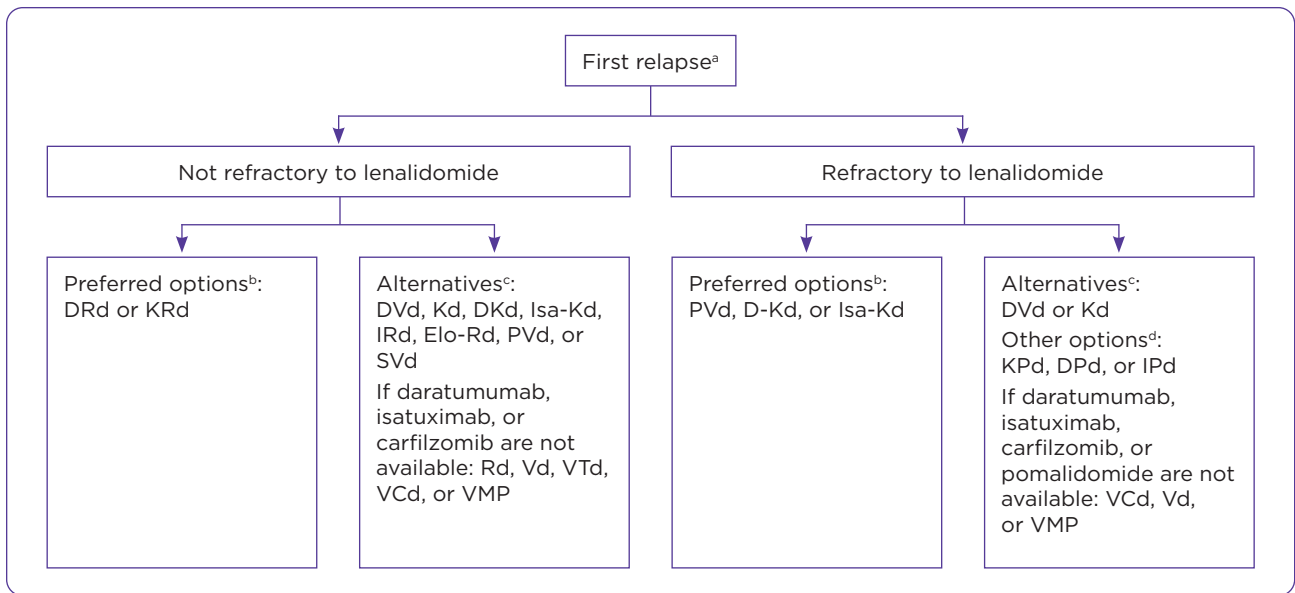 First relapseᵃ
Not refractory to lenalidomide
Refractory to lenalidomide
Preferred optionsᵇ:
DRd or KRd
Alternativesᶜ:
DVd, Kd, DKd, Isa-Kd,
IRd, Elo-Rd, PVd, or
SVd
If daratumumab,
isatuximab, or
carfilzomib are not
available: Rd, Vd, VTd,
VCd, or VMP
Preferred optionsᵇ:
PVd, D-Kd, or Isa-Kd
Alternativesᶜ:
DVd or Kd
Other optionsᵈ:
KPd, DPd, or IPd
If daratumumab,
isatuximab,
carfilzomib, or
pomalidomide are not
available: VCd, Vd,
or VMP